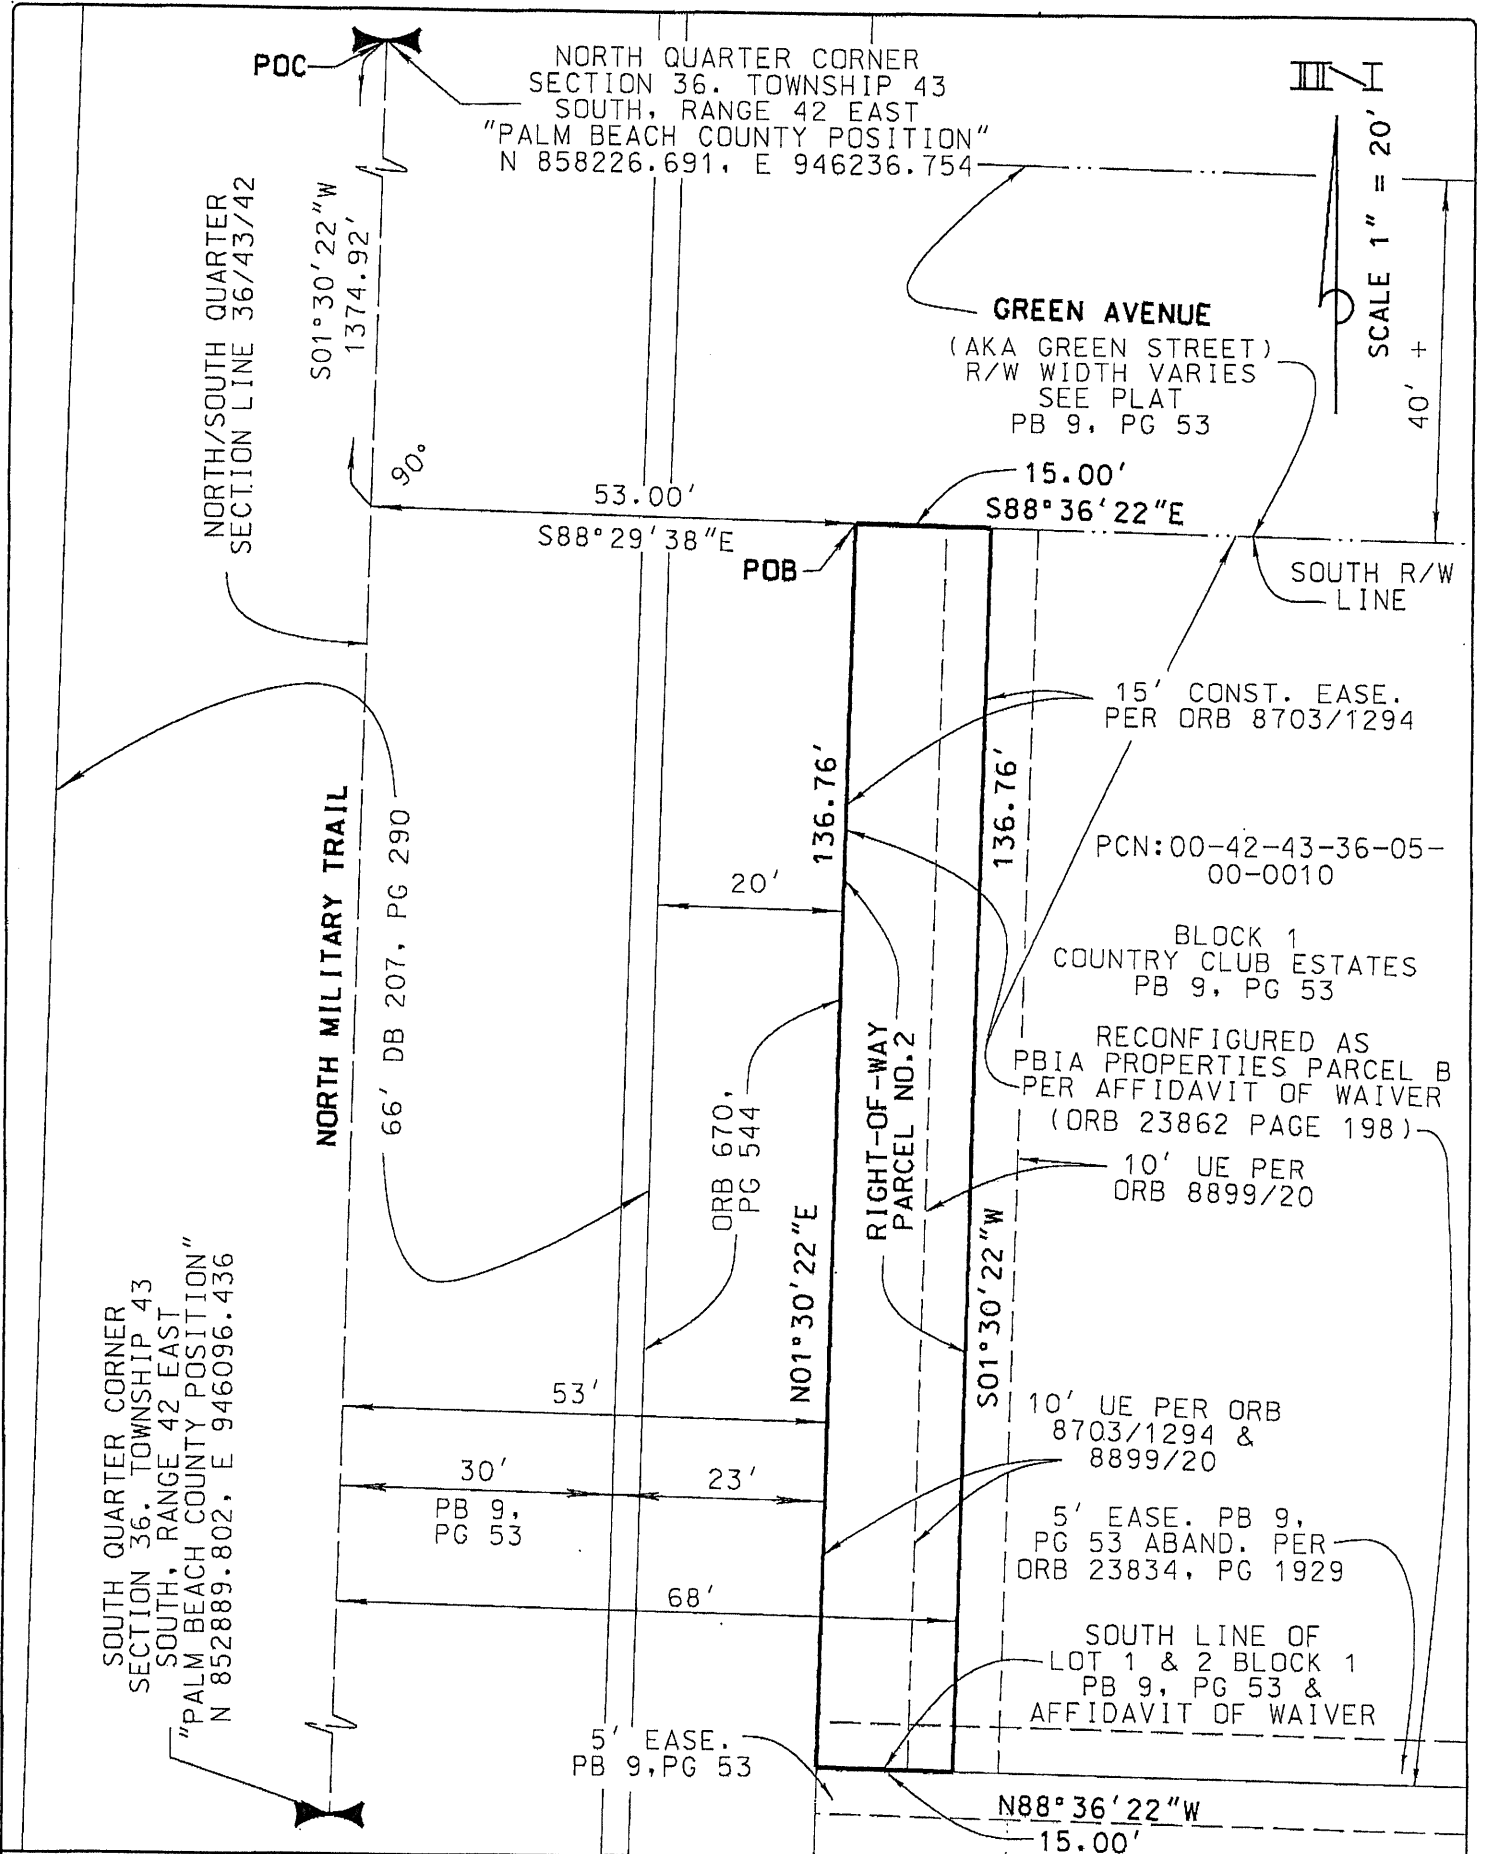 POC
NORTH QUARTER CORNER
SECTION 36. TOWNSHIP 43
SOUTH, RANGE 42 EAST
"PALM BEACH COUNTY POSITION"
N 858226.691, E 946236.754
SCALE 1" = 20'
NORTH/SOUTH QUARTER
SECTION LINE 36/43/42
S01°30'22"W
1374.92'
GREEN AVENUE
(AKA GREEN STREET)
R/W WIDTH VARIES
SEE PLAT
PB 9, PG 53
40' +
90°
53.00'
S88°29'38"E
15.00'
S88°36'22"E
POB
SOUTH R/W
LINE
15' CONST. EASE.
PER ORB 8703/1294
136.76'
136.76'
PCN:00-42-43-36-05-
00-0010
NORTH MILITARY TRAIL
66' DB 207, PG 290
20'
BLOCK 1
COUNTRY CLUB ESTATES
PB 9, PG 53
RECONFIGURED AS
PBIA PROPERTIES PARCEL B
PER AFFIDAVIT OF WAIVER
(ORB 23862 PAGE 198)
ORB 670,
PG 544
RIGHT-OF-WAY
PARCEL NO.2
10' UE PER
ORB 8899/20
N01°30'22"E
S01°30'22"W
SOUTH QUARTER CORNER
SECTION 36. TOWNSHIP 43
SOUTH, RANGE 42 EAST
"PALM BEACH COUNTY POSITION"
N 852889.802, E 946096.436
53'
30'
PB 9,
PG 53
23'
10' UE PER ORB
8703/1294 &
8899/20
5' EASE. PB 9,
PG 53 ABAND. PER
ORB 23834, PG 1929
68'
SOUTH LINE OF
LOT 1 & 2 BLOCK 1
PB 9, PG 53 &
AFFIDAVIT OF WAIVER
5' EASE.
PB 9,PG 53
N88°36'22"W
15.00'